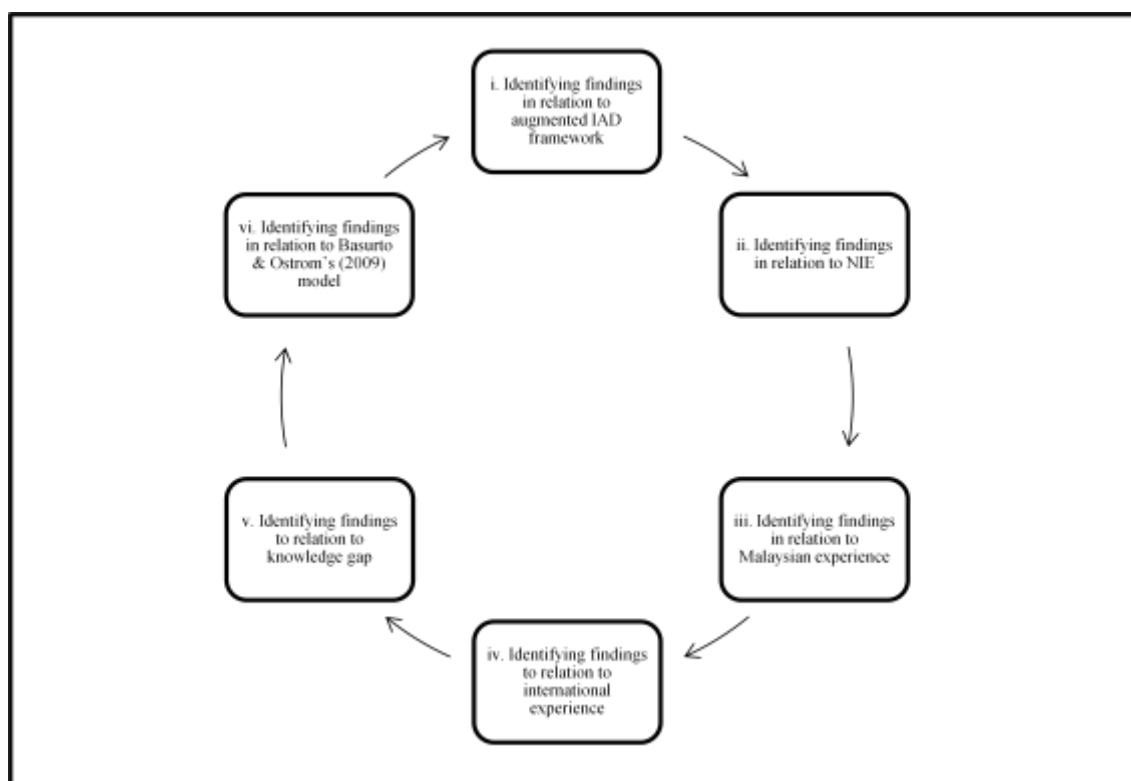 i. Identifying findings
in relation to
augmented IAD
framework
ii. Identifying findings
in relation to NIE
iii. Identifying findings
in relation to
Malaysian experience
iv. Identifying findings
to relation to
international
experience
v. Identifying findings
to relation to
knowledge gap
vi. Identifying findings
in relation to Basurto
& Ostrom`s (2009)
model